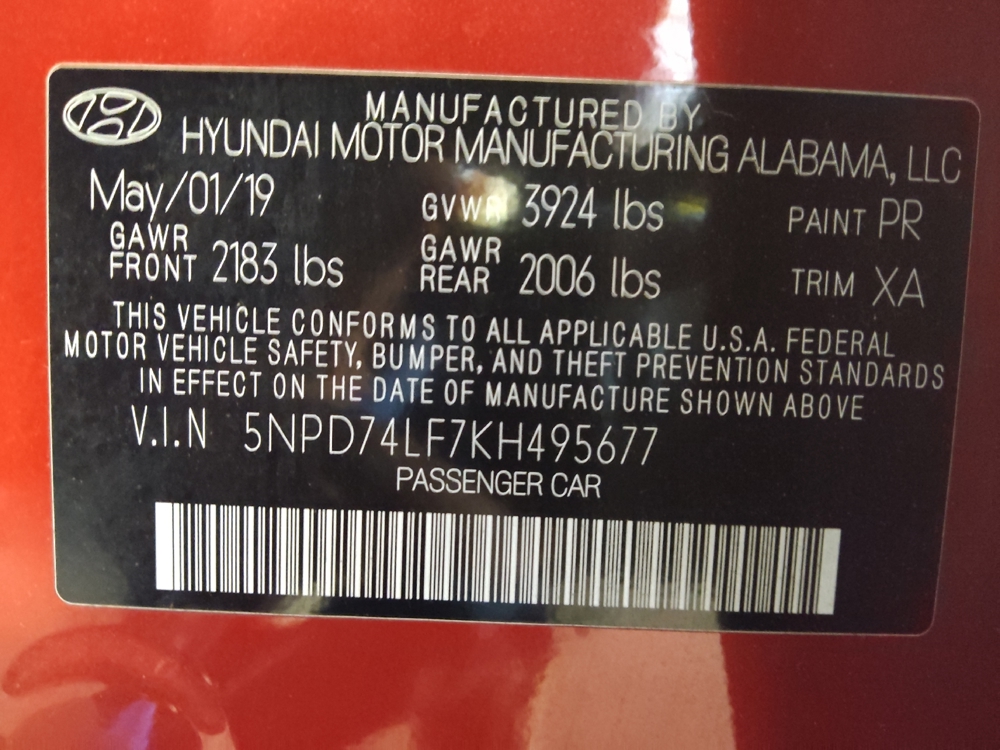 MANUFACTURED BY
HYUNDAI MOTOR MANUFACTURING ALABAMA, LLC
May/01/19 GVWR 3924 lbs PAINT PR
GAWR FRONT 2183 lbs GAWR REAR 2006 lbs TRIM XA
THIS VEHICLE CONFORMS TO ALL APPLICABLE U.S.A. FEDERAL
MOTOR VEHICLE SAFETY, BUMPER, AND THEFT PREVENTION STANDARDS
IN EFFECT ON THE DATE OF MANUFACTURE SHOWN ABOVE
V.I.N 5NPD74LF7KH495677
PASSENGER CAR